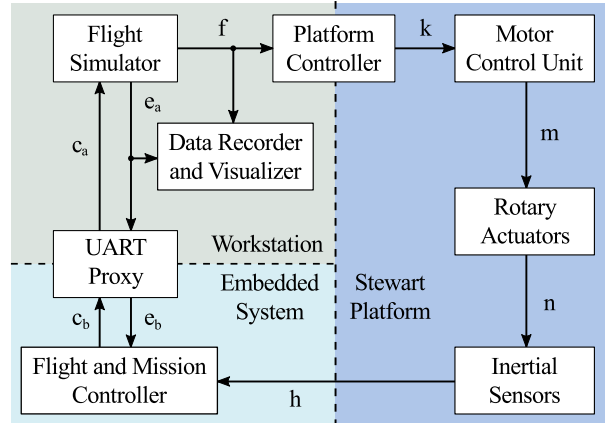 Flight
Simulator
f
Platform
Controller
k
Motor
Control Unit
e_a
c_a
Data Recorder
and Visualizer
m
UART
Proxy
Workstation
Rotary
Actuators
Embedded
System
Stewart
Platform
n
c_b
e_b
Flight and Mission
Controller
h
Inertial
Sensors